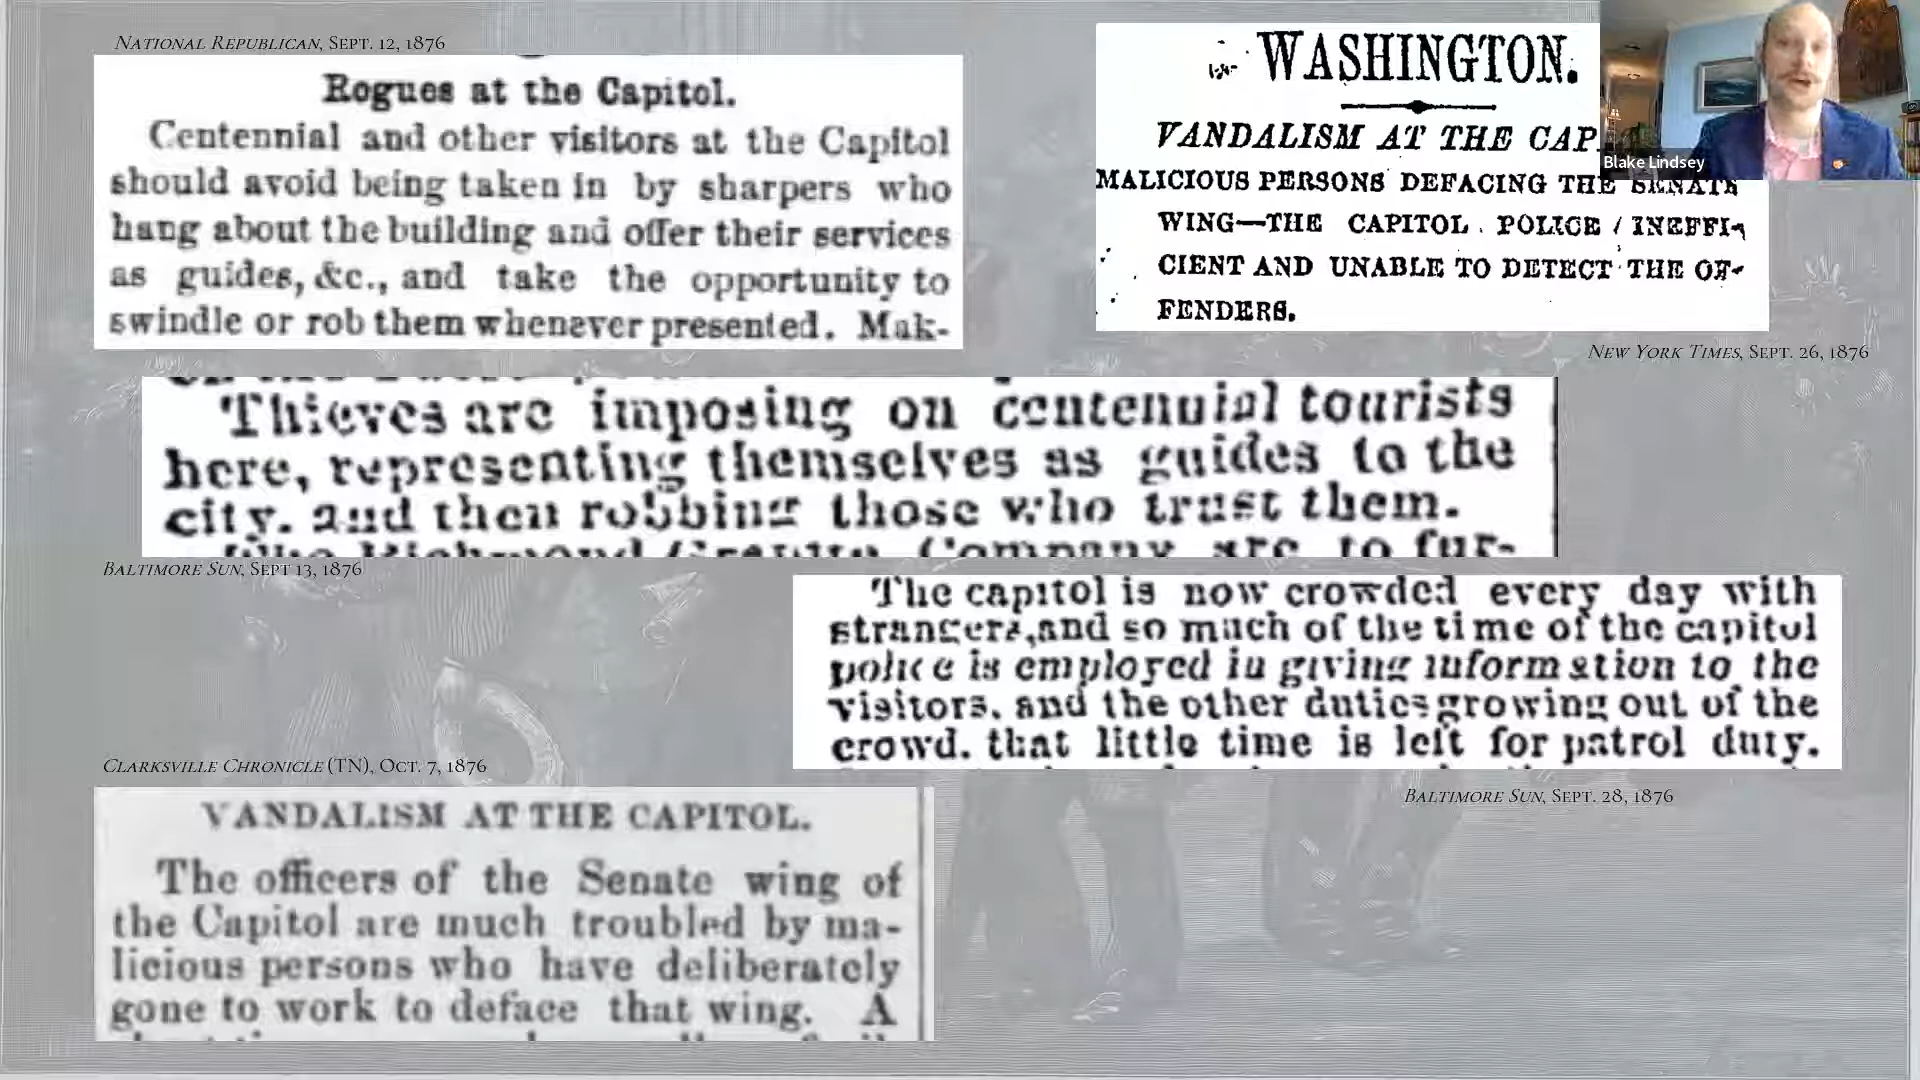 NATIONAL REPUBLICAN, SEPT. 12, 1876
Rogues at the Capitol.
Centennial and other visitors at the Capitol
should avoid being taken in by sharpers who
hang about the building and offer their services
as guides, &c., and take the opportunity to
swindle or rob them whenever presented. Mak-
WASHINGTON.
VANDALISM AT THE CAP
MALICIOUS PERSONS DEFACING THE SENATE
WING—THE CAPITOL POLICE INEFFI-
CIENT AND UNABLE TO DETECT THE OF-
FENDERS.
Blake Lindsey
NEW YORK TIMES, SEPT. 26, 1876
Thieves are imposing on centennial tourists
here, representing themselves as guides to the
city. and then robbing those who trust them.
The Richmond Granite Company are to fur-
BALTIMORE SUN, SEPT 13, 1876
The capitol is now crowded every day with
strangers, and so much of the time of the capitol
police is employed in giving information to the
visitors, and the other duties growing out of the
crowd, that little time is left for patrol duty.
BALTIMORE SUN, SEPT. 28, 1876
CLARKSVILLE CHRONICLE (TN), OCT. 7, 1876
VANDALISM AT THE CAPITOL.
The officers of the Senate wing of
the Capitol are much troubled by ma-
licious persons who have deliberately
gone to work to deface that wing. A